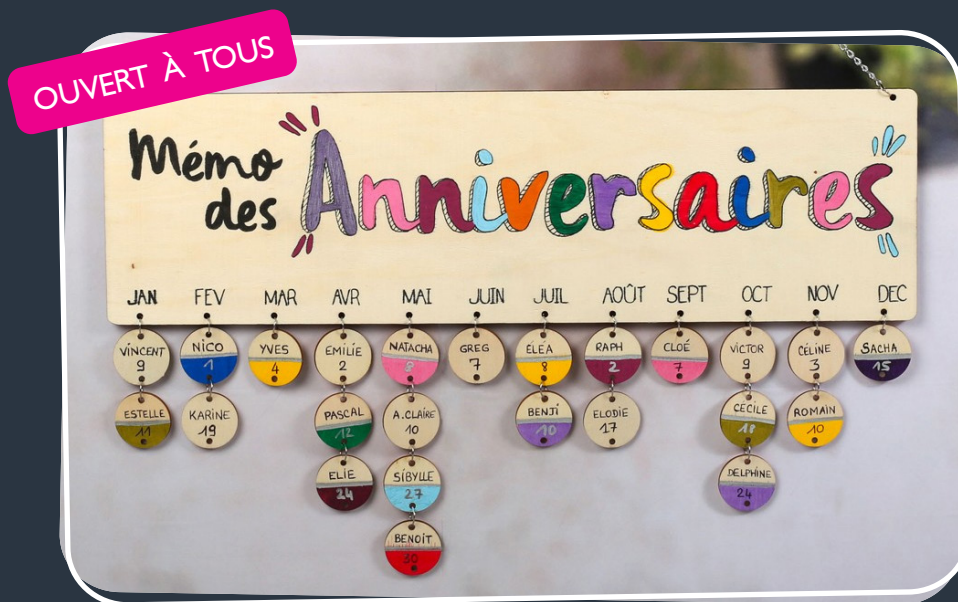 OUVERT À TOUS
Mémo
des
Anniversaires
JAN FEV MAR AVR MAI JUIN JUIL AOÛT SEPT OCT NOV DEC
VINCENT NICO YVES EMILIE NATACHA GREG ÉLÉA RAPH CLOÉ VICTOR CÉLINE SACHA
9 1 4 2 8 7 8 2 7 9 3 15
ESTELLE KARINE PASCAL A.CLAIRE BENJI ELODIE CECILE ROMAIN
11 19 12 10 10 17 18 10
ELIE SIBYLLE DELPHINE
24 27 24
BENOIT
30